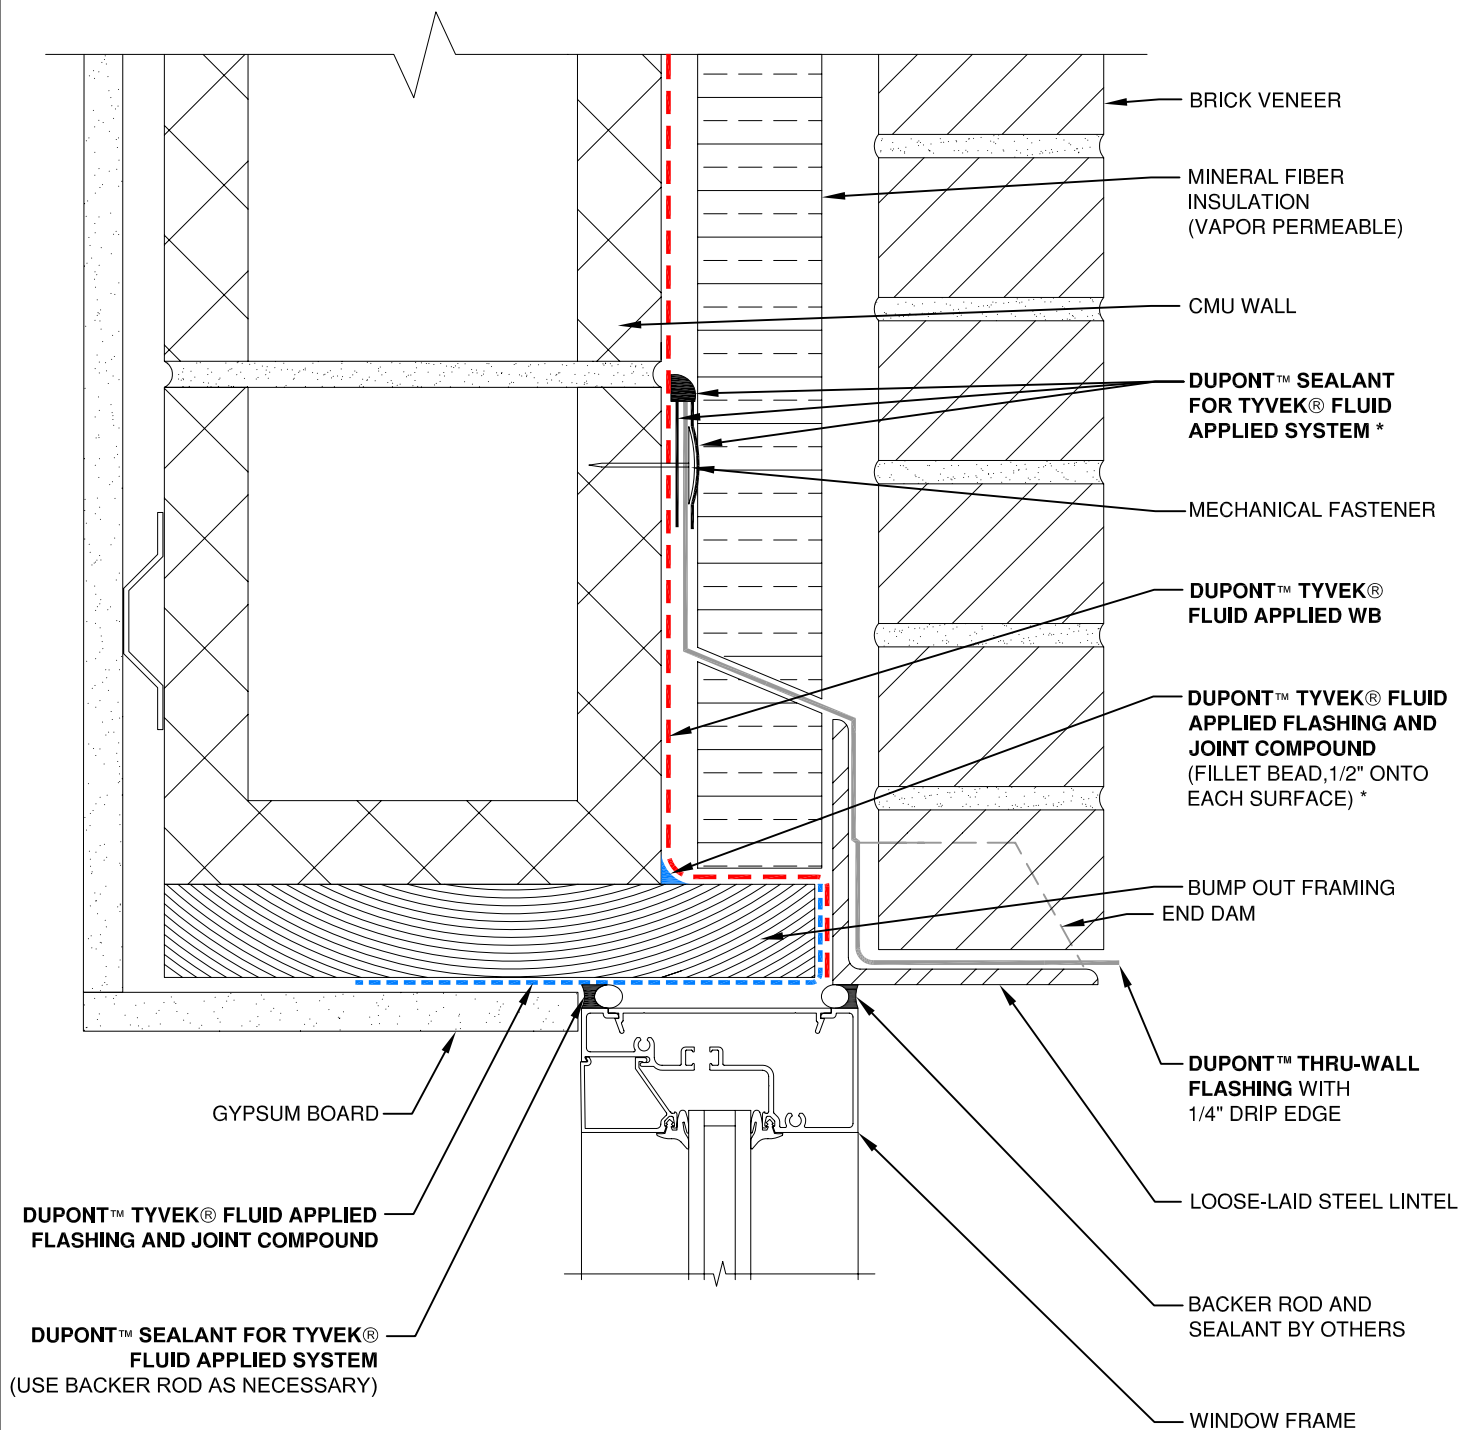 BRICK VENEER
MINERAL FIBER
INSULATION
(VAPOR PERMEABLE)
CMU WALL
DUPONT™ SEALANT
FOR TYVEK® FLUID
APPLIED SYSTEM *
MECHANICAL FASTENER
DUPONT™ TYVEK®
FLUID APPLIED WB
DUPONT™ TYVEK® FLUID
APPLIED FLASHING AND
JOINT COMPOUND
(FILLET BEAD,1/2" ONTO
EACH SURFACE) *
BUMP OUT FRAMING
END DAM
DUPONT™ THRU-WALL
FLASHING WITH
1/4" DRIP EDGE
LOOSE-LAID STEEL LINTEL
BACKER ROD AND
SEALANT BY OTHERS
WINDOW FRAME
GYPSUM BOARD
DUPONT™ TYVEK® FLUID APPLIED
FLASHING AND JOINT COMPOUND
DUPONT™ SEALANT FOR TYVEK®
FLUID APPLIED SYSTEM
(USE BACKER ROD AS NECESSARY)